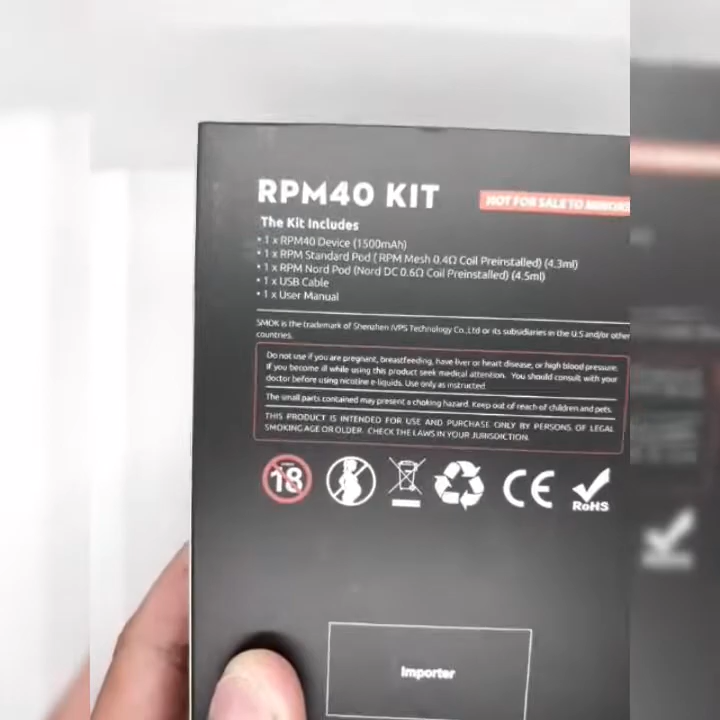 RPM40 KIT
NOT FOR SALE TO MINORS
The Kit Includes
• 1 x RPM40 Device (1500mAh)
• 1 x RPM Standard Pod ( RPM Mesh 0.4Ω Coil Preinstalled) (4.3ml)
• 1 x RPM Nord Pod (Nord DC 0.6Ω Coil Preinstalled) (4.5ml)
• 1 x USB Cable
• 1 x User Manual
SMOK is the trademark of Shenzhen IVPS Technology Co.,Ltd or its subsidiaries in the U.S and/or other
countries.
Do not use if you are pregnant, breastfeeding, have liver or heart disease, or high blood pressure.
If you become ill while using this product seek medical attention. You should consult with your
doctor before using nicotine e-liquids. Use only as instructed.
The small parts contained may present a choking hazard. Keep out of reach of children and pets.
THIS PRODUCT IS INTENDED FOR USE AND PURCHASE ONLY BY PERSONS OF LEGAL
SMOKING AGE OR OLDER. CHECK THE LAWS IN YOUR JURISDICTION.
18
CE
RoHS
Importer